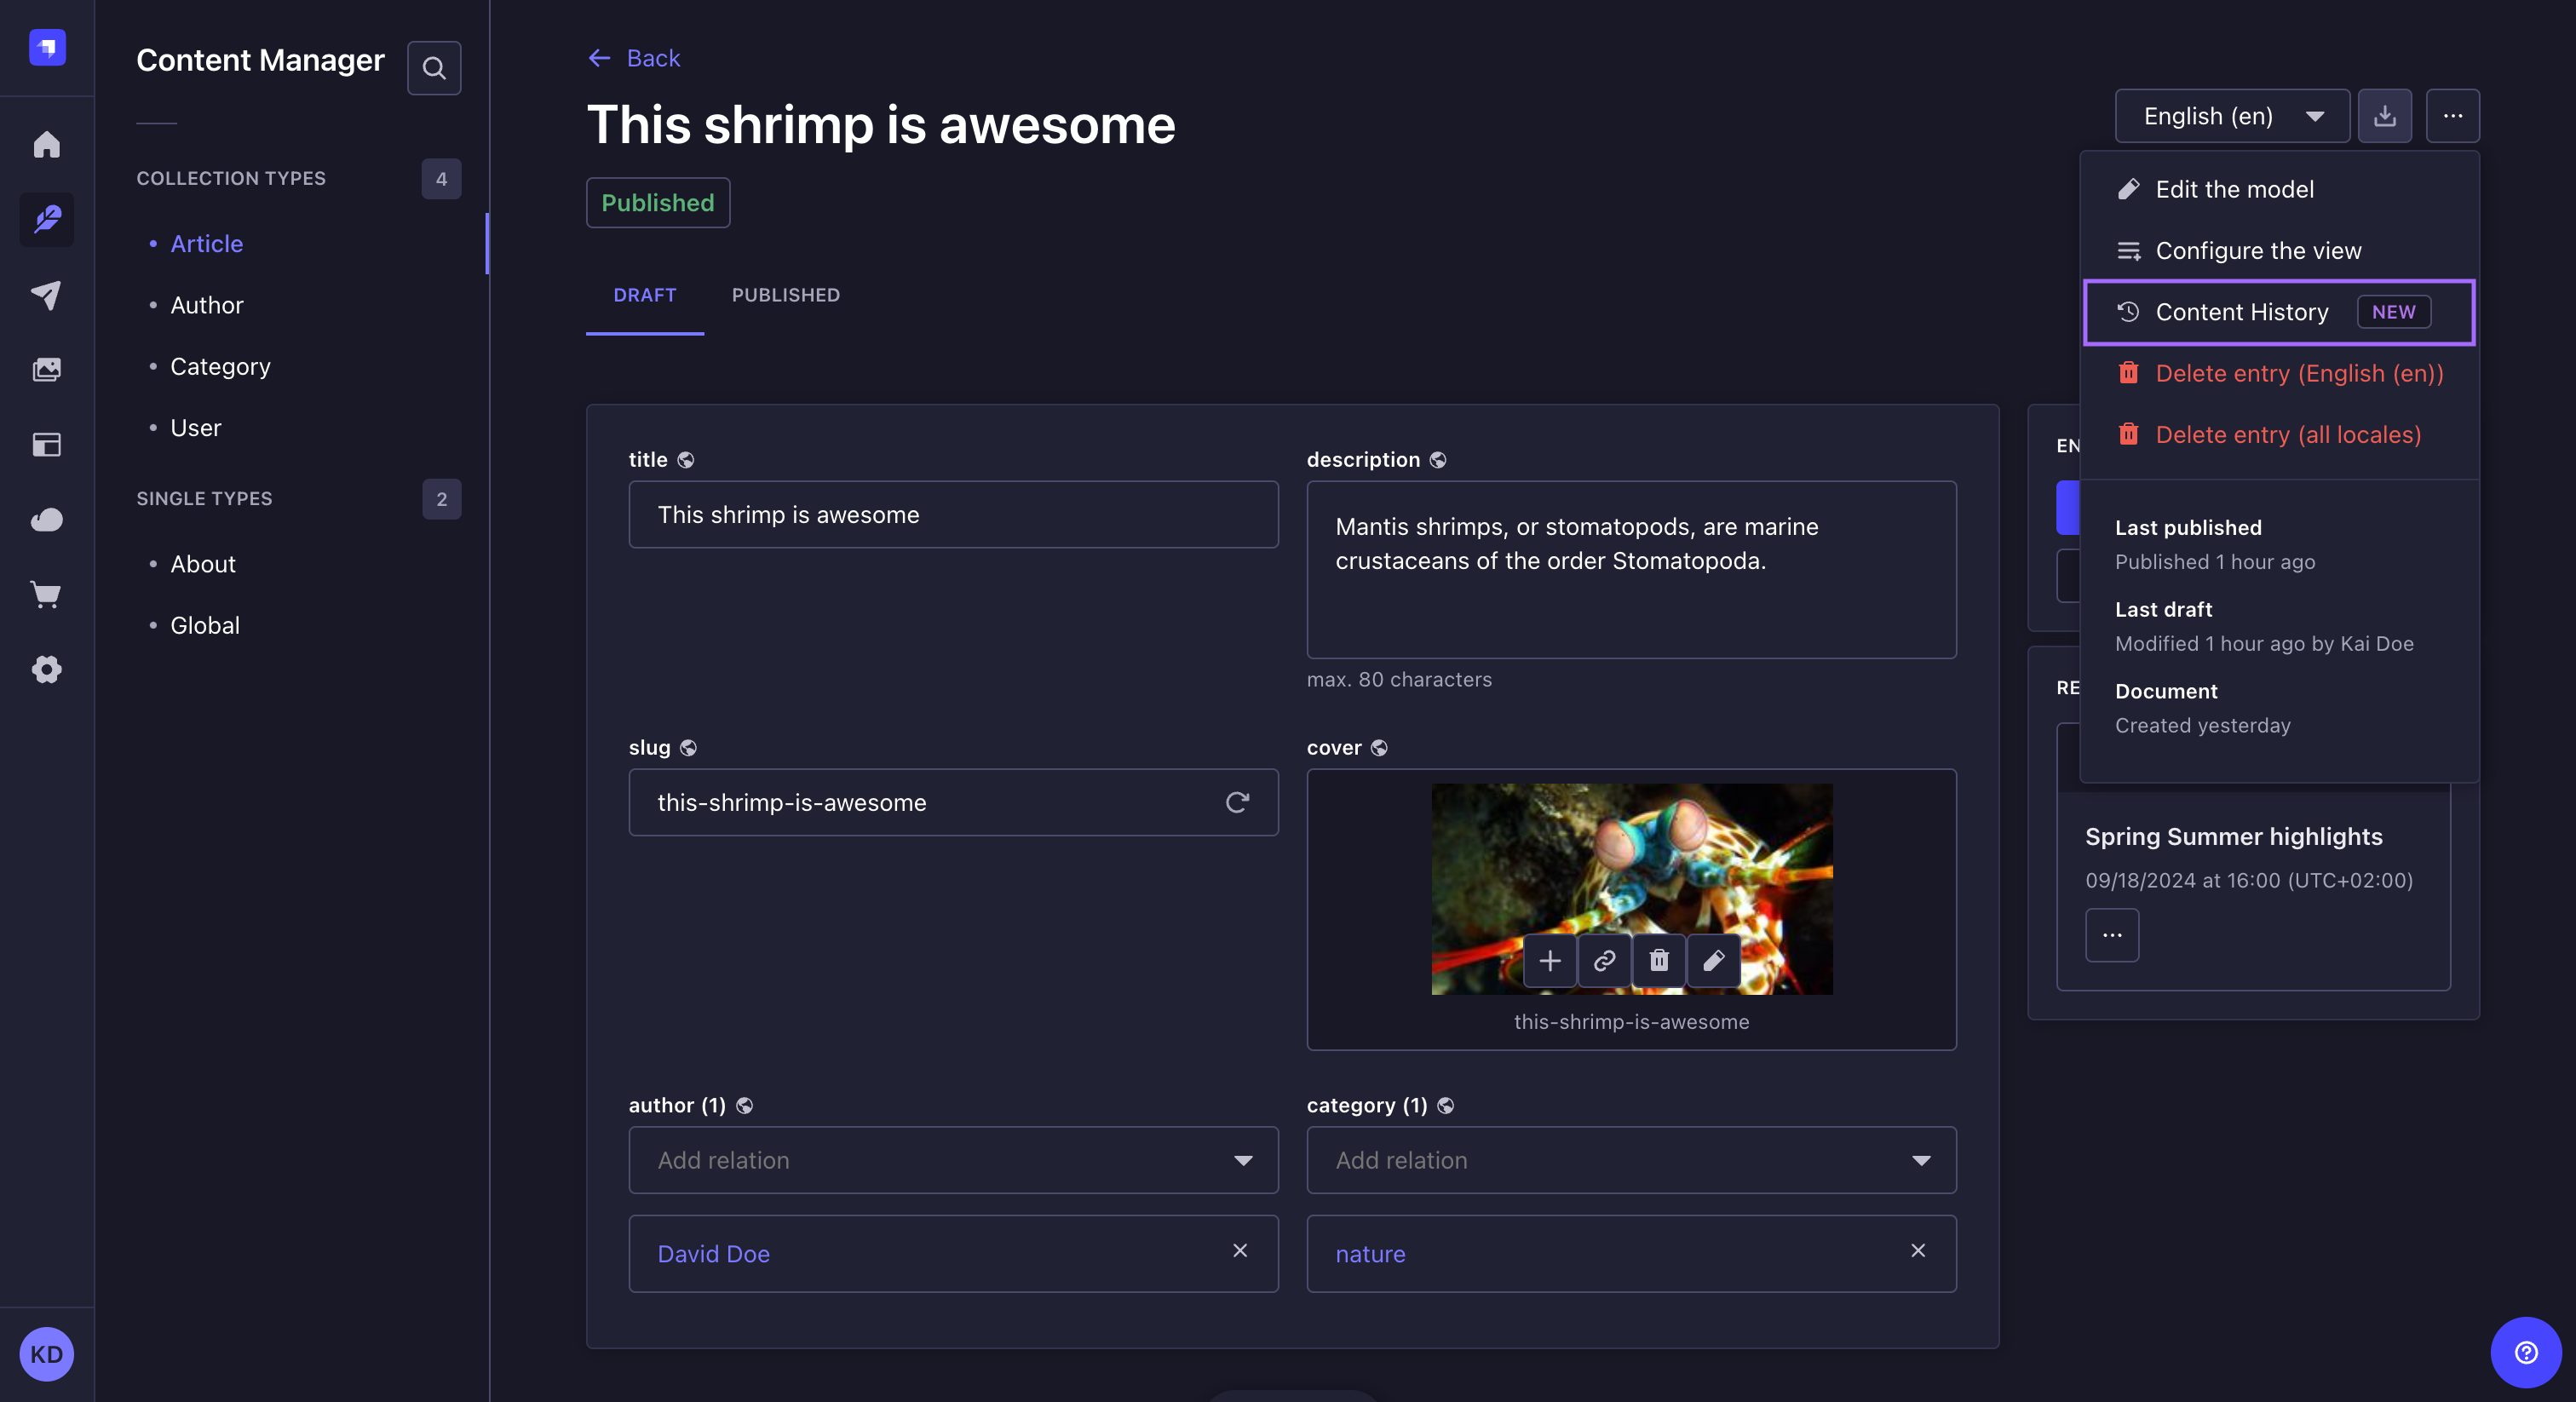 Content Manager
COLLECTION TYPES
4
Article
Author
Category
User
SINGLE TYPES
2
About
Global
KD
Back
This shrimp is awesome
Published
English (en)
DRAFT
PUBLISHED
title
This shrimp is awesome
description
Mantis shrimps, or stomatopods, are marine
crustaceans of the order Stomatopoda.
max. 80 characters
slug
this-shrimp-is-awesome
cover
this-shrimp-is-awesome
author (1)
Add relation
David Doe
category (1)
Add relation
nature
Edit the model
Configure the view
Content History
NEW
Delete entry (English (en))
Delete entry (all locales)
Last published
Published 1 hour ago
Last draft
Modified 1 hour ago by Kai Doe
Document
Created yesterday
EN
RE
Spring Summer highlights
09/18/2024 at 16:00 (UTC+02:00)